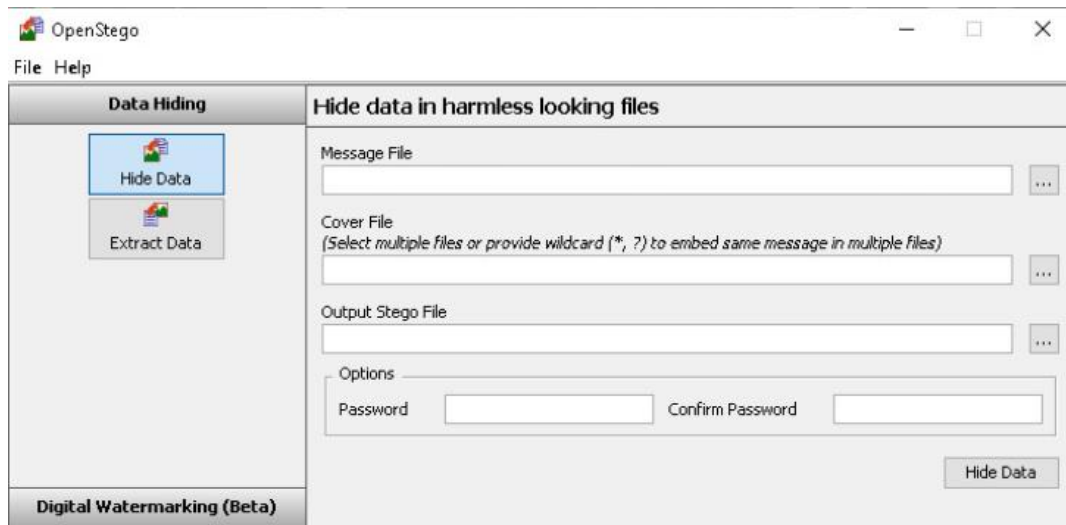 OpenStego
File Help
Data Hiding
Hide Data
Extract Data
Digital Watermarking (Beta)
Hide data in harmless looking files
Message File
...
Cover File
(Select multiple files or provide wildcard (*, ?) to embed same message in multiple files)
...
Output Stego File
...
Options
Password
Confirm Password
Hide Data